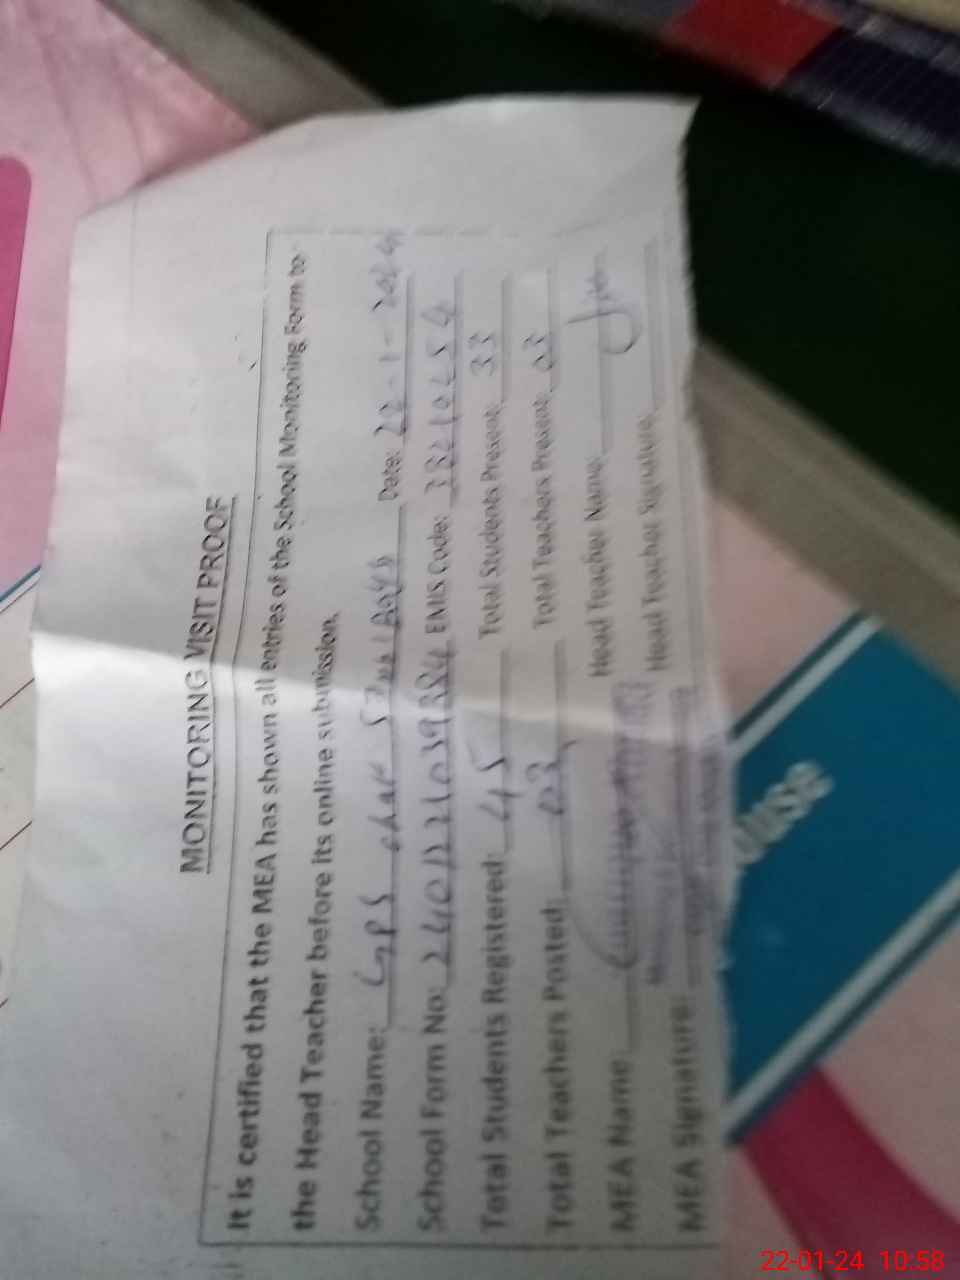 MONITORING VISIT PROOF
It is certified that the MEA has shown all entries of the School Monitoring Form to
the Head Teacher before its online submission.
School Name: GPS chak Date: 22-1-2024
School Form No: EMIS Code:
Total Students Registered: 45 Total Students Present: 33
Total Teachers Posted: 03 Total Teachers Present: 03
MEA Name Head Teacher Name:
MEA Signature: Head Teacher Signature:
use
22-01-24 10:58